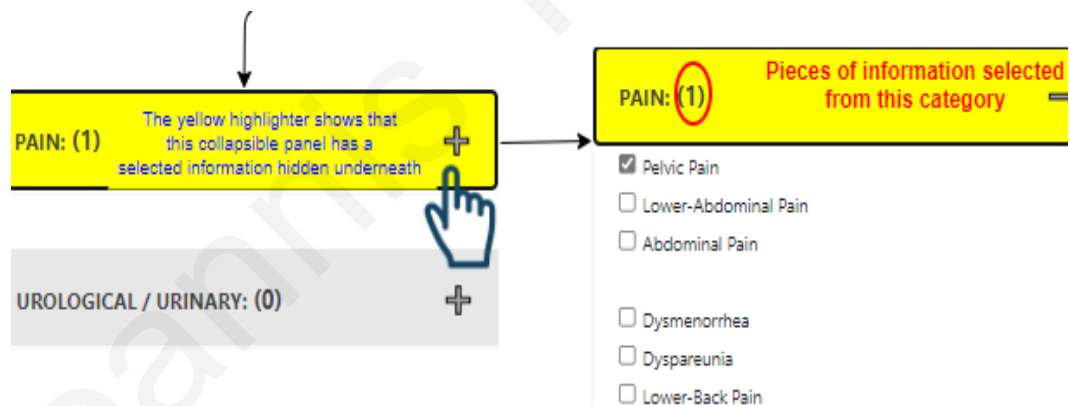 PAIN: (1)
The yellow highlighter shows that
this collapsible panel has a
selected information hidden underneath
UROLOGICAL / URINARY: (0)
PAIN: (1)
Pieces of information selected
from this category
Pelvic Pain
Lower-Abdominal Pain
Abdominal Pain
Dysmenorrhea
Dyspareunia
Lower-Back Pain